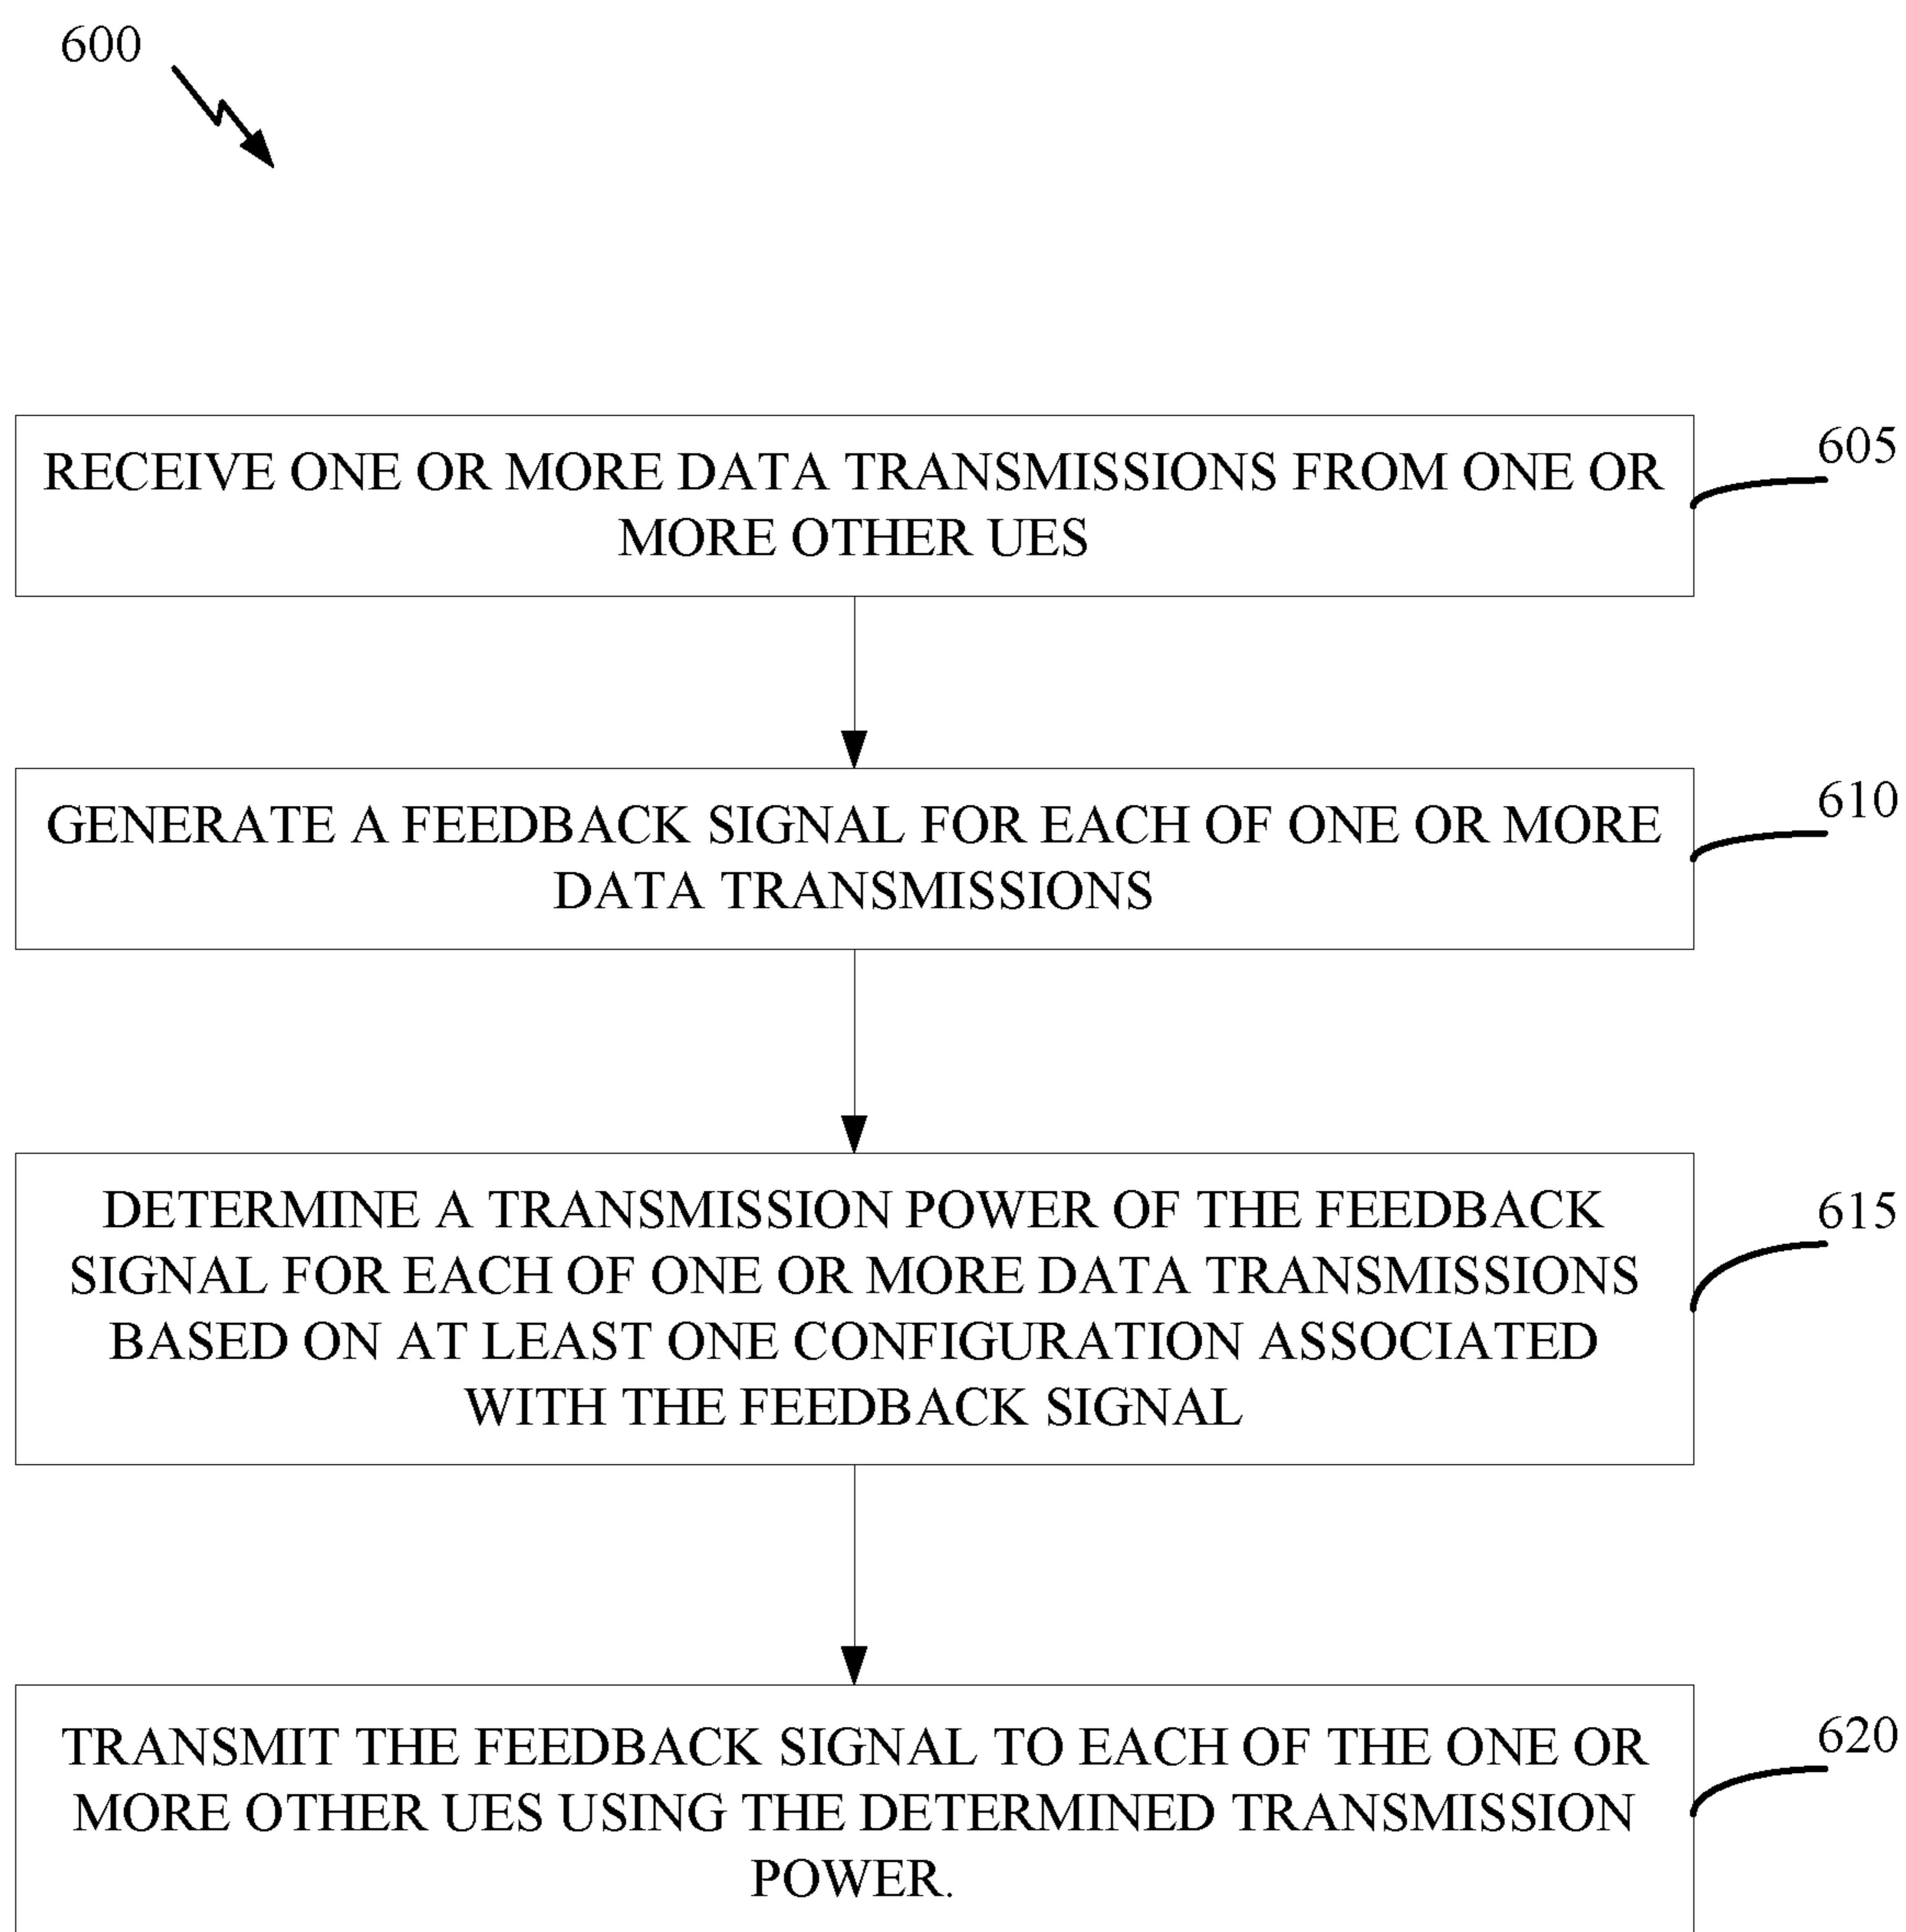 600
RECEIVE ONE OR MORE DATA TRANSMISSIONS FROM ONE OR
MORE OTHER UES
605
GENERATE A FEEDBACK SIGNAL FOR EACH OF ONE OR MORE
DATA TRANSMISSIONS
610
DETERMINE A TRANSMISSION POWER OF THE FEEDBACK
SIGNAL FOR EACH OF ONE OR MORE DATA TRANSMISSIONS
BASED ON AT LEAST ONE CONFIGURATION ASSOCIATED
WITH THE FEEDBACK SIGNAL
615
TRANSMIT THE FEEDBACK SIGNAL TO EACH OF THE ONE OR
MORE OTHER UES USING THE DETERMINED TRANSMISSION
POWER.
620